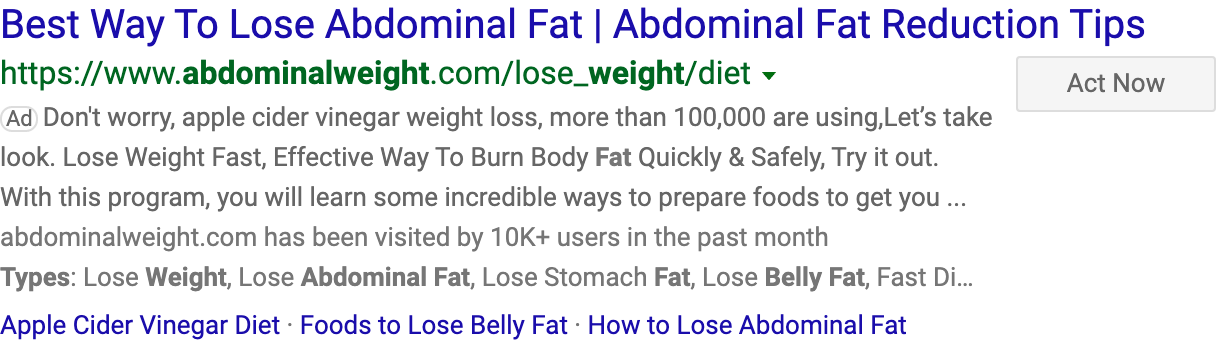 Best Way To Lose Abdominal Fat | Abdominal Fat Reduction Tips
https://www.abdominalweight.com/lose_weight/diet
Act Now
Ad Don't worry, apple cider vinegar weight loss, more than 100,000 are using,Let’s take
look. Lose Weight Fast, Effective Way To Burn Body Fat Quickly & Safely, Try it out.
With this program, you will learn some incredible ways to prepare foods to get you ...
abdominalweight.com has been visited by 10K+ users in the past month
Types: Lose Weight, Lose Abdominal Fat, Lose Stomach Fat, Lose Belly Fat, Fast Di...
Apple Cider Vinegar Diet · Foods to Lose Belly Fat · How to Lose Abdominal Fat